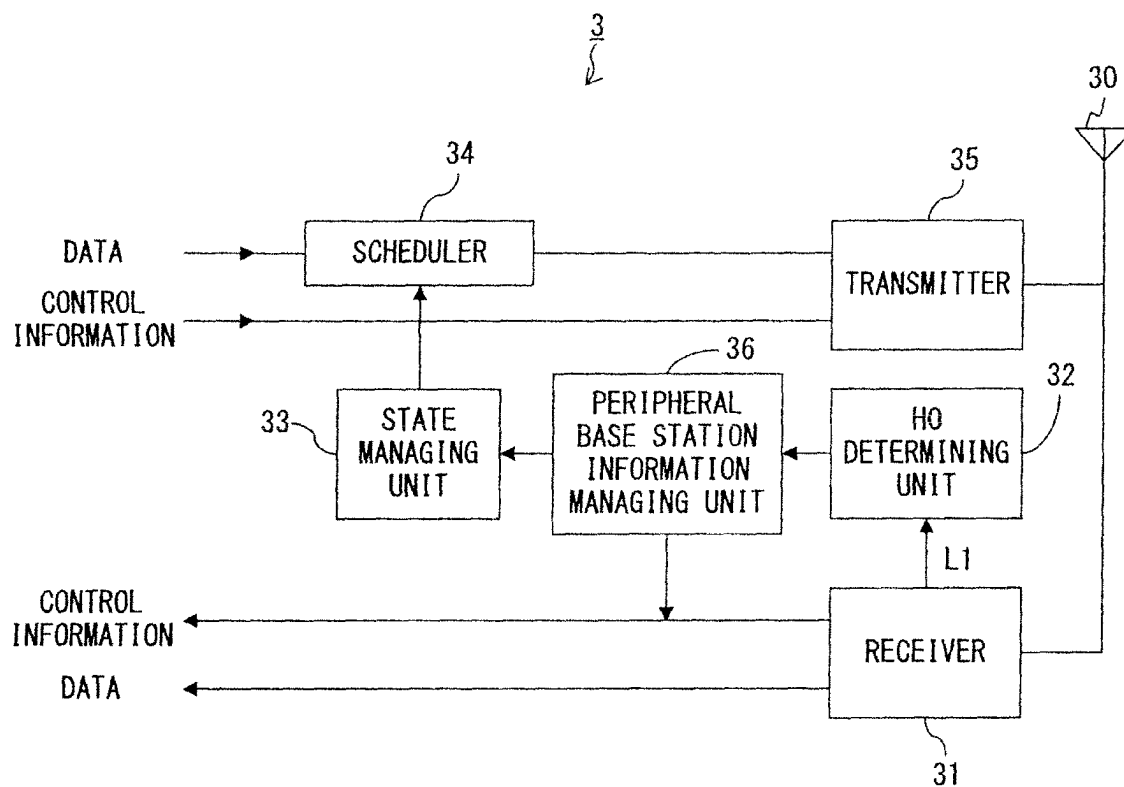 3
30
34
35
DATA
SCHEDULER
TRANSMITTER
CONTROL
INFORMATION
36
32
33
STATE
MANAGING
UNIT
PERIPHERAL
BASE STATION
INFORMATION
MANAGING UNIT
HO
DETERMINING
UNIT
L1
CONTROL
INFORMATION
RECEIVER
DATA
31